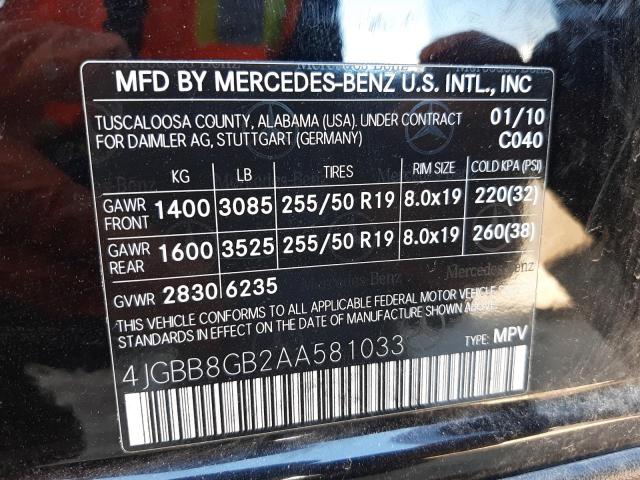 MFD BY MERCEDES-BENZ U.S. INTL., INC
TUSCALOOSA COUNTY, ALABAMA (USA). UNDER CONTRACT 01/10
FOR DAIMLER AG, STUTTGART (GERMANY) C040
KG LB TIRES RIM SIZE COLD KPA (PSI)
GAWR FRONT 1400 3085 255/50 R19 8.0x19 220(32)
GAWR REAR 1600 3525 255/50 R19 8.0x19 260(38)
GVWR 2830 6235
THIS VEHICLE CONFORMS TO ALL APPLICABLE FEDERAL MOTOR VEHICLE
STANDARDS IN EFFECT ON THE DATE OF MANUFACTURE SHOWN ABOVE.
4JGBB8GB2AA581033 TYPE: MPV
Mercedes-Benz